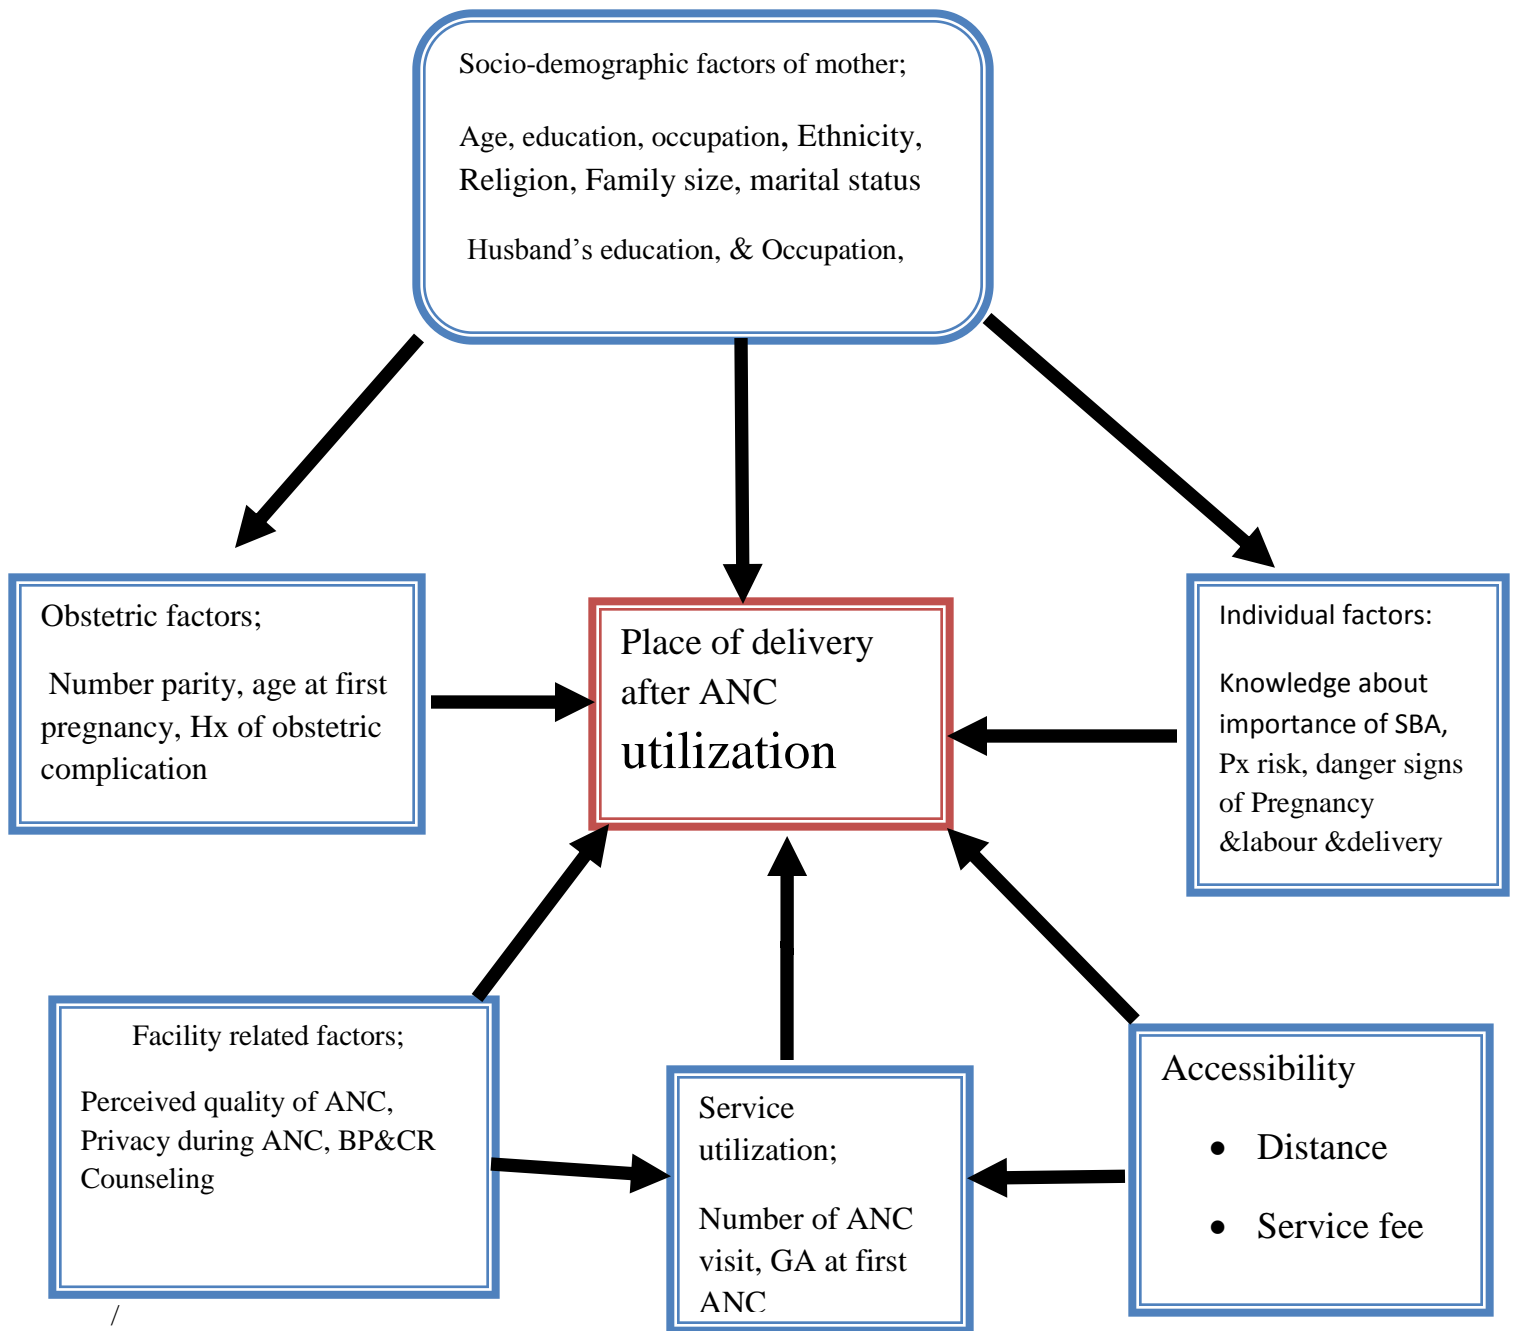 Socio-demographic factors of mother;
Age, education, occupation, Ethnicity,
Religion, Family size, marital status
Husband’s education, & Occupation,
Obstetric factors;
Number parity, age at first
pregnancy, Hx of obstetric
complication
Place of delivery
after ANC
utilization
Individual factors:
Knowledge about
importance of SBA,
Px risk, danger signs
of Pregnancy
&labour &delivery
Facility related factors;
Perceived quality of ANC,
Privacy during ANC, BP&CR
Counseling
Service
utilization;
Number of ANC
visit, GA at first
ANC
Accessibility
• Distance
• Service fee
/